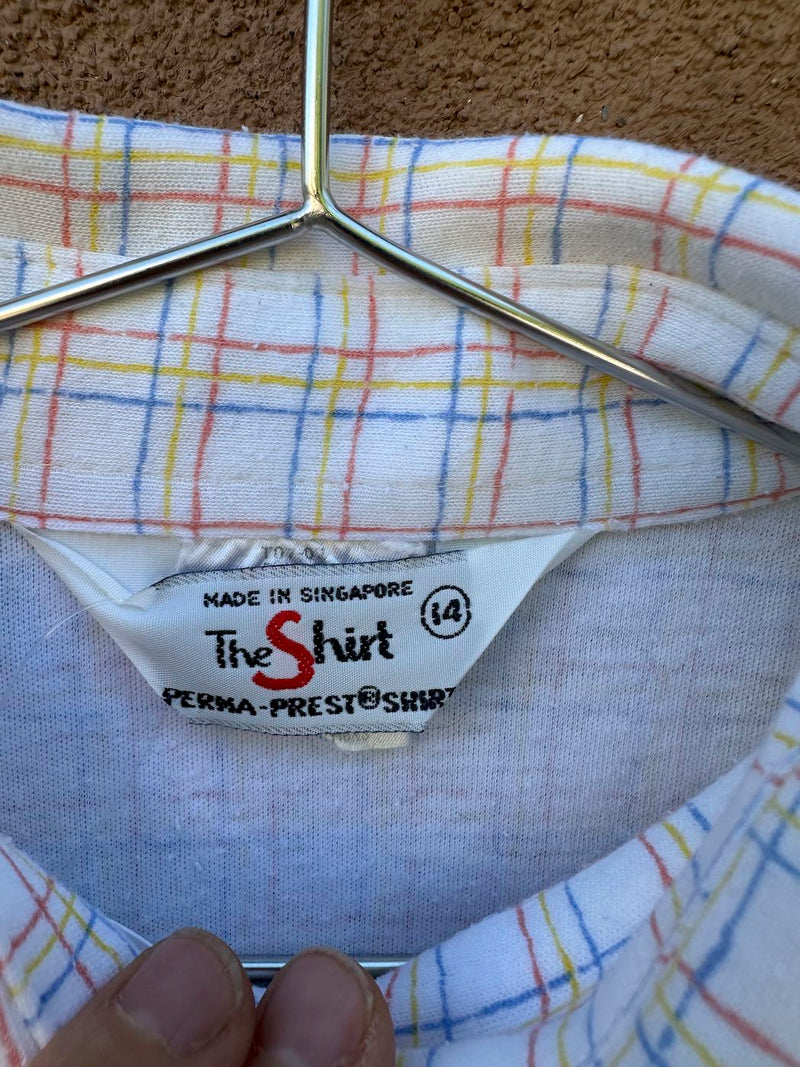 MADE IN SINGAPORE
14
The Shirt
PERMA-PREST® SHIRT